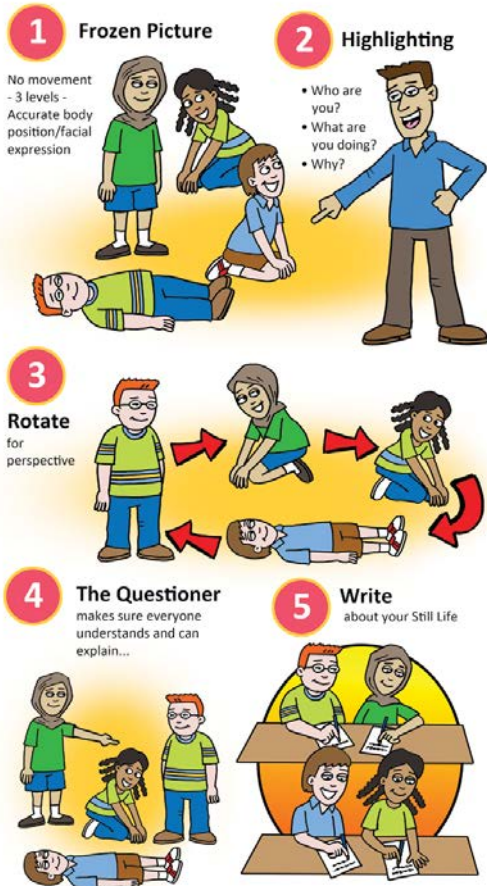 1 Frozen Picture
No movement
- 3 levels -
Accurate body
position/facial
expression
2 Highlighting
• Who are
you?
• What are
you doing?
• Why?
3
Rotate
for
perspective
4 The Questioner
makes sure everyone
understands and can
explain...
5 Write
about your Still Life